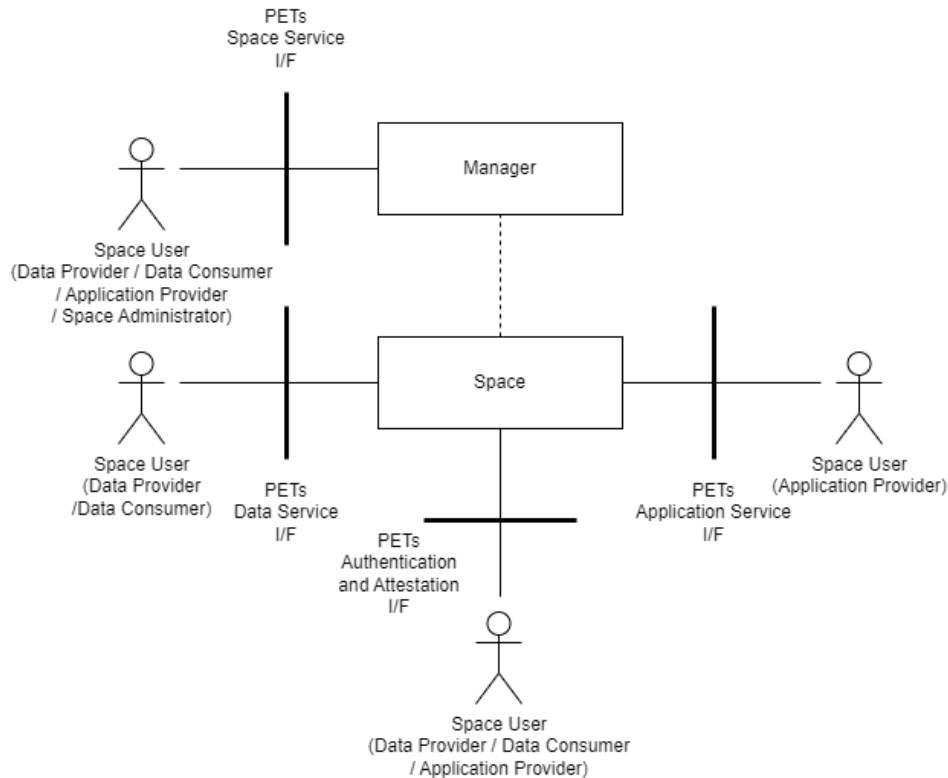 PETs
Space Service
I/F
Manager
Space User
(Data Provider / Data Consumer
/ Application Provider
/ Space Administrator)
Space
Space User
(Data Provider
/Data Consumer)
PETs
Data Service
I/F
PETs
Application Service
I/F
Space User
(Application Provider)
PETs
Authentication
and Attestation
I/F
Space User
(Data Provider / Data Consumer
/ Application Provider)